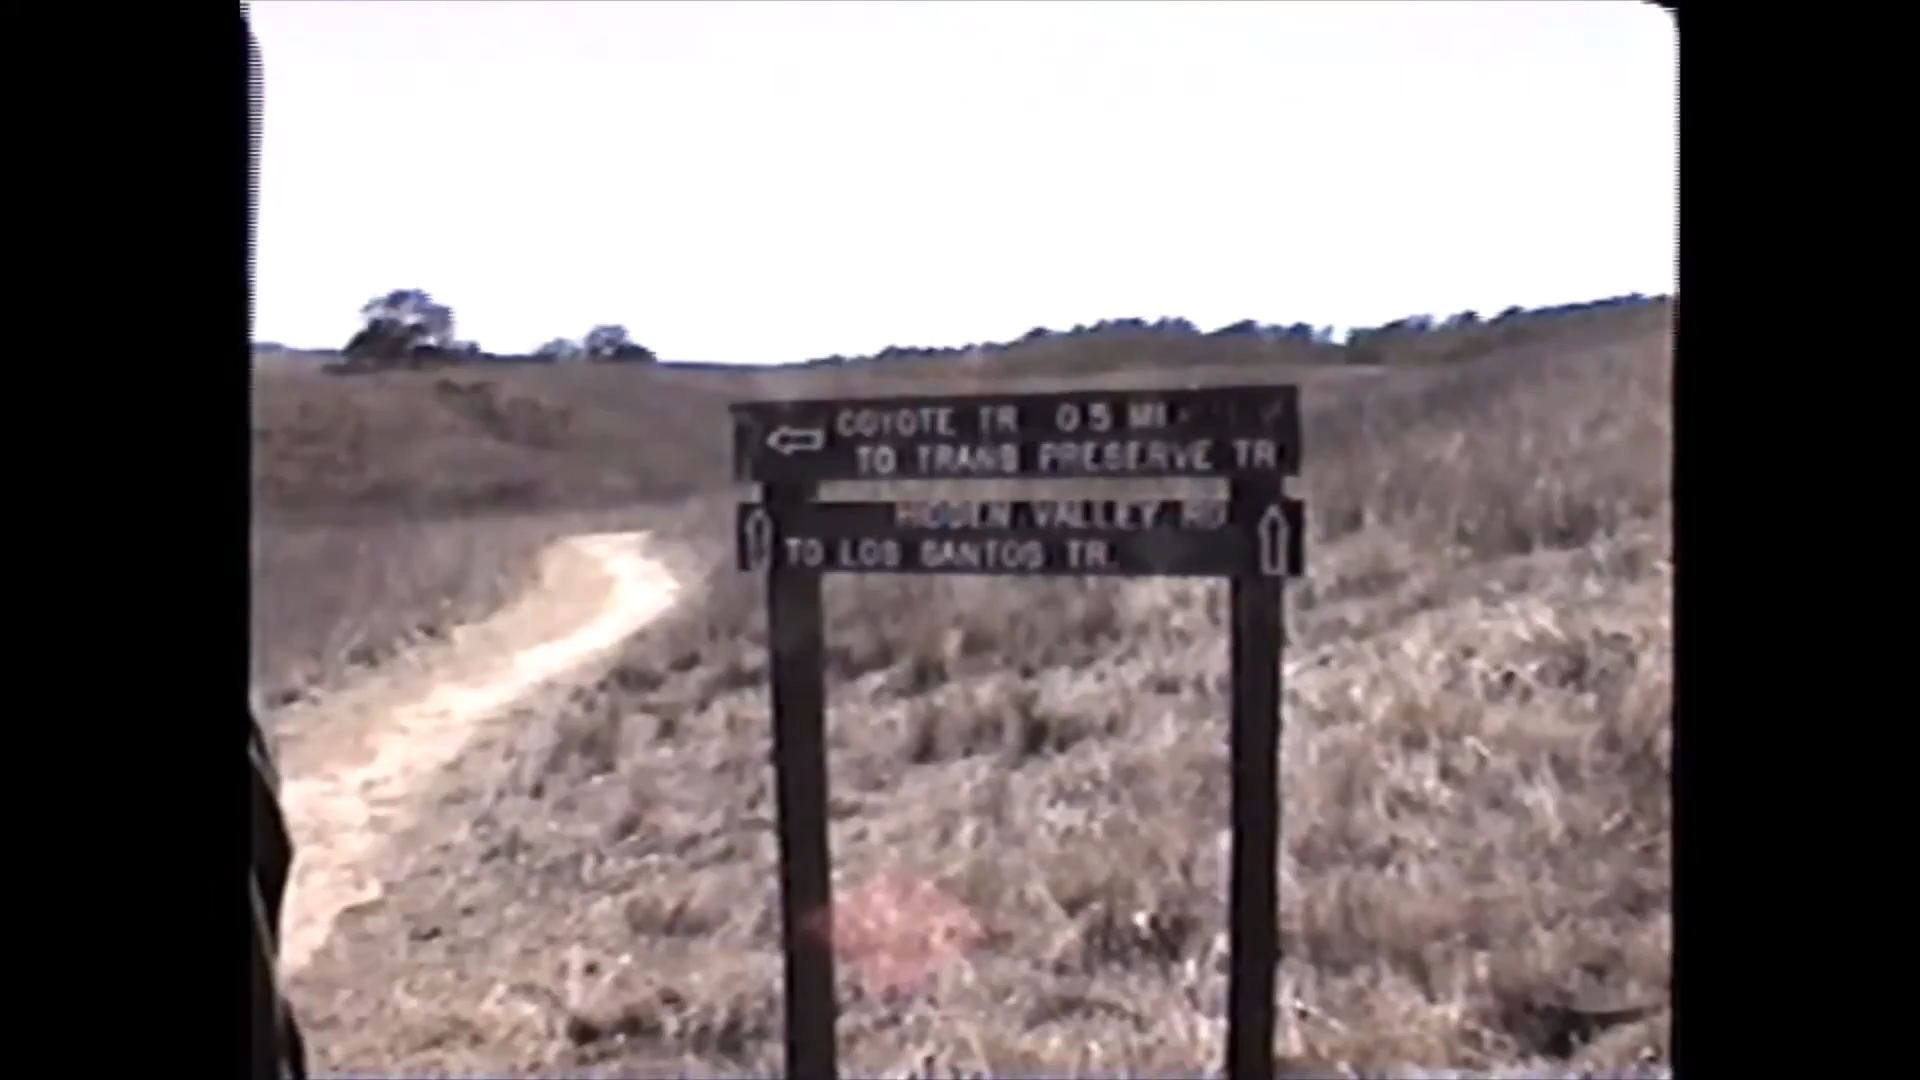 COYOTE TR 0.5 MI
TO TRANS PRESERVE TR
HIDDEN VALLEY RD
TO LOS SANTOS TR.